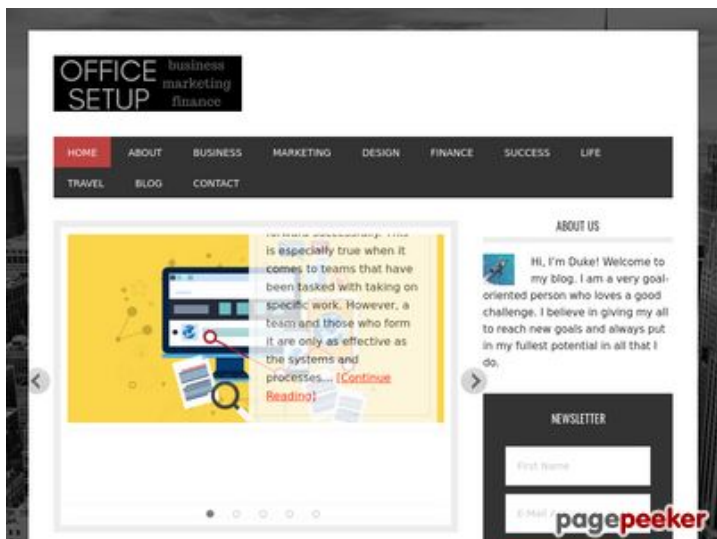 OFFICE
SETUP
business
marketing
finance
HOME ABOUT BUSINESS MARKETING DESIGN FINANCE SUCCESS LIFE
TRAVEL BLOG CONTACT
forward successfully. This
is especially true when it
comes to teams that have
been tasked with taking on
specific work. However, a
team and those who form
it are only as effective as
the systems and
processes... [Continue
Reading]
ABOUT US
Hi, I'm Duke! Welcome to
my blog. I am a very goal-
oriented person who loves a good
challenge. I believe in giving my all
to reach new goals and always put
in my fullest potential in all that I
do.
NEWSLETTER
First Name
E-Mail
pagepeeker